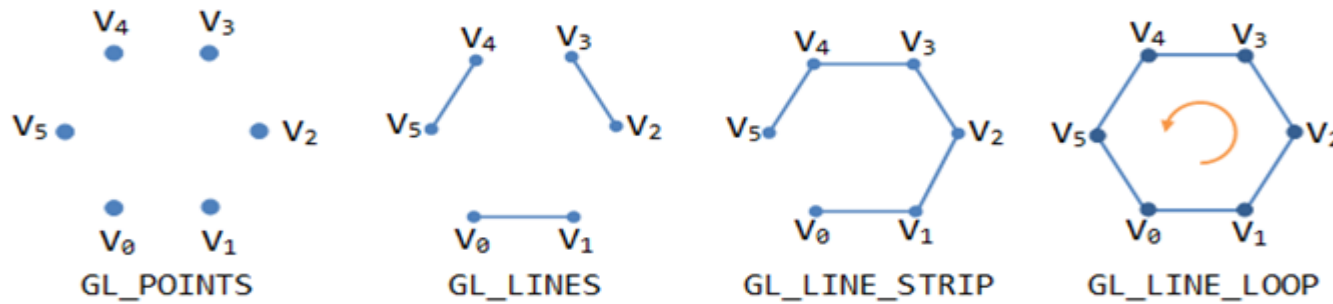 V₄ V₃
V₅ V₂
V₀ V₁
GL_POINTS
V₄ V₃
V₅ V₂
V₀ V₁
GL_LINES
V₄ V₃
V₅ V₂
V₀ V₁
GL_LINE_STRIP
V₄ V₃
V₅ V₂
V₀ V₁
GL_LINE_LOOP